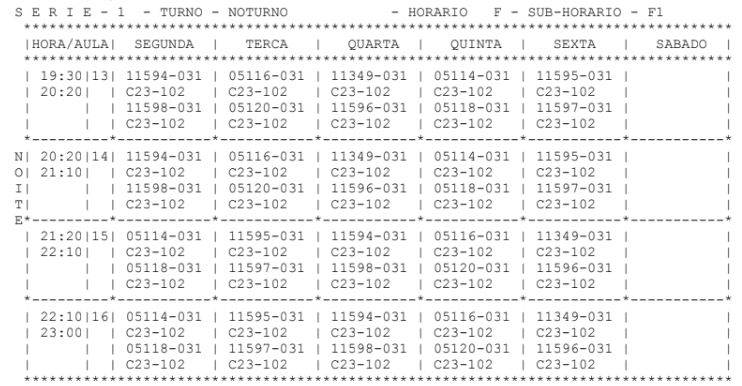 S E R I E - 1  - TURNO - NOTURNO                - HORARIO   F - SUB-HORARIO - F1
************************************************************************************
|HORA/AULA|  SEGUNDA  |   TERCA   |   QUARTA  |   QUINTA  |   SEXTA   |   SABADO  |
************************************************************************************
| 19:30|13| 11594-031 | 05116-031 | 11349-031 | 05114-031 | 11595-031 |           |
| 20:20|  | C23-102   | C23-102   | C23-102   | C23-102   | C23-102   |           |
|      |  | 11598-031 | 05120-031 | 11596-031 | 05118-031 | 11597-031 |           |
|      |  | C23-102   | C23-102   | C23-102   | C23-102   | C23-102   |           |
*---------*-----------*-----------*-----------*-----------*-----------*-----------*
N| 20:20|14| 11594-031 | 05116-031 | 11349-031 | 05114-031 | 11595-031 |           |
O| 21:10|  | C23-102   | C23-102   | C23-102   | C23-102   | C23-102   |           |
I|      |  | 11598-031 | 05120-031 | 11596-031 | 05118-031 | 11597-031 |           |
T|      |  | C23-102   | C23-102   | C23-102   | C23-102   | C23-102   |           |
E*---------*-----------*-----------*-----------*-----------*-----------*-----------*
| 21:20|15| 05114-031 | 11595-031 | 11594-031 | 05116-031 | 11349-031 |           |
| 22:10|  | C23-102   | C23-102   | C23-102   | C23-102   | C23-102   |           |
|      |  | 05118-031 | 11597-031 | 11598-031 | 05120-031 | 11596-031 |           |
|      |  | C23-102   | C23-102   | C23-102   | C23-102   | C23-102   |           |
*---------*-----------*-----------*-----------*-----------*-----------*-----------*
| 22:10|16| 05114-031 | 11595-031 | 11594-031 | 05116-031 | 11349-031 |           |
| 23:00|  | C23-102   | C23-102   | C23-102   | C23-102   | C23-102   |           |
|      |  | 05118-031 | 11597-031 | 11598-031 | 05120-031 | 11596-031 |           |
|      |  | C23-102   | C23-102   | C23-102   | C23-102   | C23-102   |           |
************************************************************************************